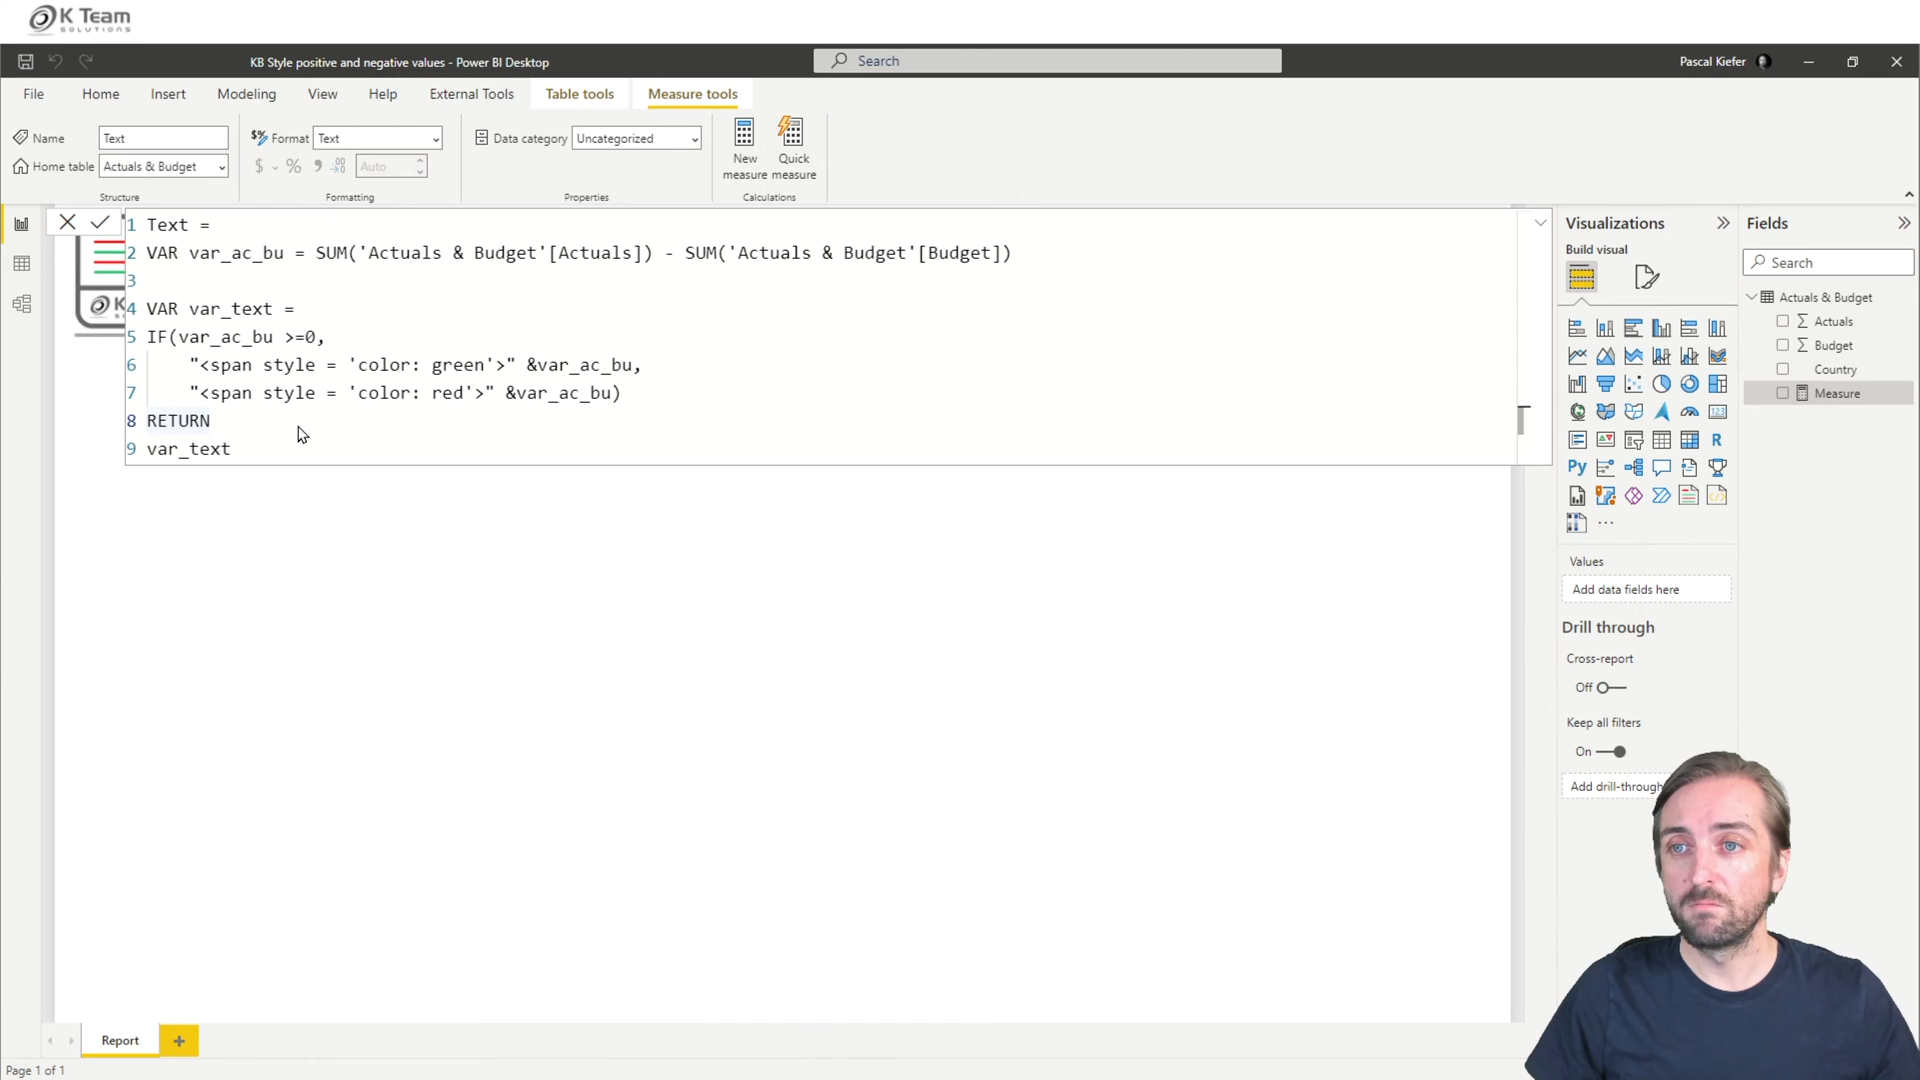 K Team
SOLUTIONS
KB Style positive and negative values - Power BI Desktop
Search
Pascal Kiefer
File
Home
Insert
Modeling
View
Help
External Tools
Table tools
Measure tools
Name
Text
Format
Text
Data category
Uncategorized
New
measure
Quick
measure
Home table
Actuals & Budget
$
%
Auto
Structure
Formatting
Properties
Calculations
1 Text =
2 VAR var_ac_bu = SUM('Actuals & Budget'[Actuals]) - SUM('Actuals & Budget'[Budget])
3
4 VAR var_text =
5 IF(var_ac_bu >=0,
6 "<span style = 'color: green'>" &var_ac_bu,
7 "<span style = 'color: red'>" &var_ac_bu)
8 RETURN
9 var_text
K
Visualizations
Build visual
123
R
Py
Values
Add data fields here
Drill through
Cross-report
Off
Keep all filters
On
Add drill-through
Fields
Search
Actuals & Budget
Actuals
Budget
Country
Measure
Report
Page 1 of 1